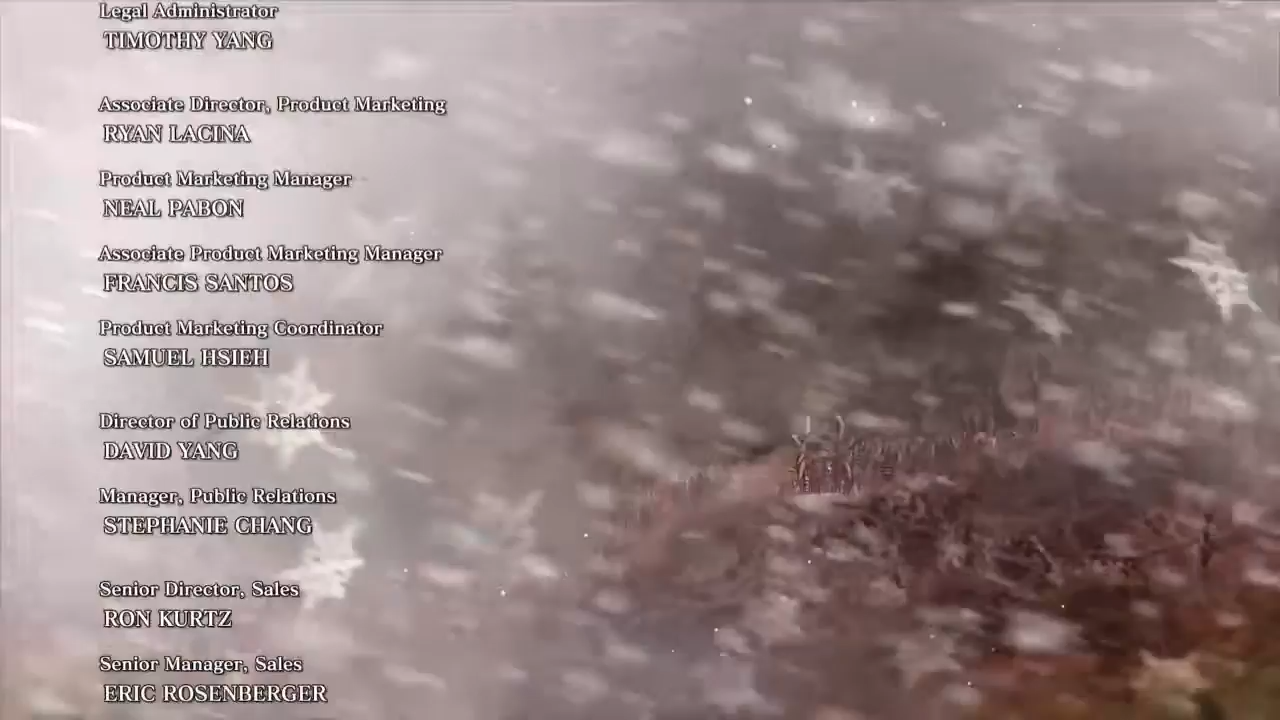 Legal Administrator
TIMOTHY YANG
Associate Director, Product Marketing
RYAN LACINA
Product Marketing Manager
NEAL PABON
Associate Product Marketing Manager
FRANCIS SANTOS
Product Marketing Coordinator
SAMUEL HSIEH
Director of Public Relations
DAVID YANG
Manager, Public Relations
STEPHANIE CHANG
Senior Director, Sales
RON KURTZ
Senior Manager, Sales
ERIC ROSENBERGER